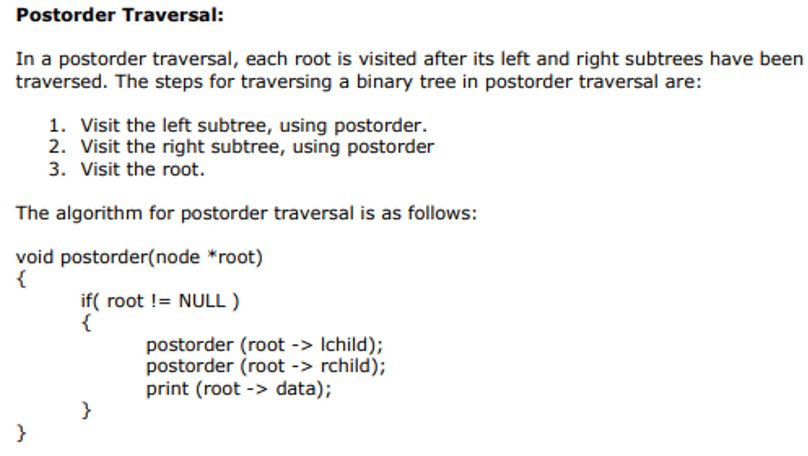 Postorder Traversal:
In a postorder traversal, each root is visited after its left and right subtrees have been
traversed. The steps for traversing a binary tree in postorder traversal are:
1. Visit the left subtree, using postorder.
2. Visit the right subtree, using postorder
3. Visit the root.
The algorithm for postorder traversal is as follows:
void postorder(node *root)
{
if( root != NULL )
{
postorder (root -> lchild);
postorder (root -> rchild);
print (root -> data);
}
}